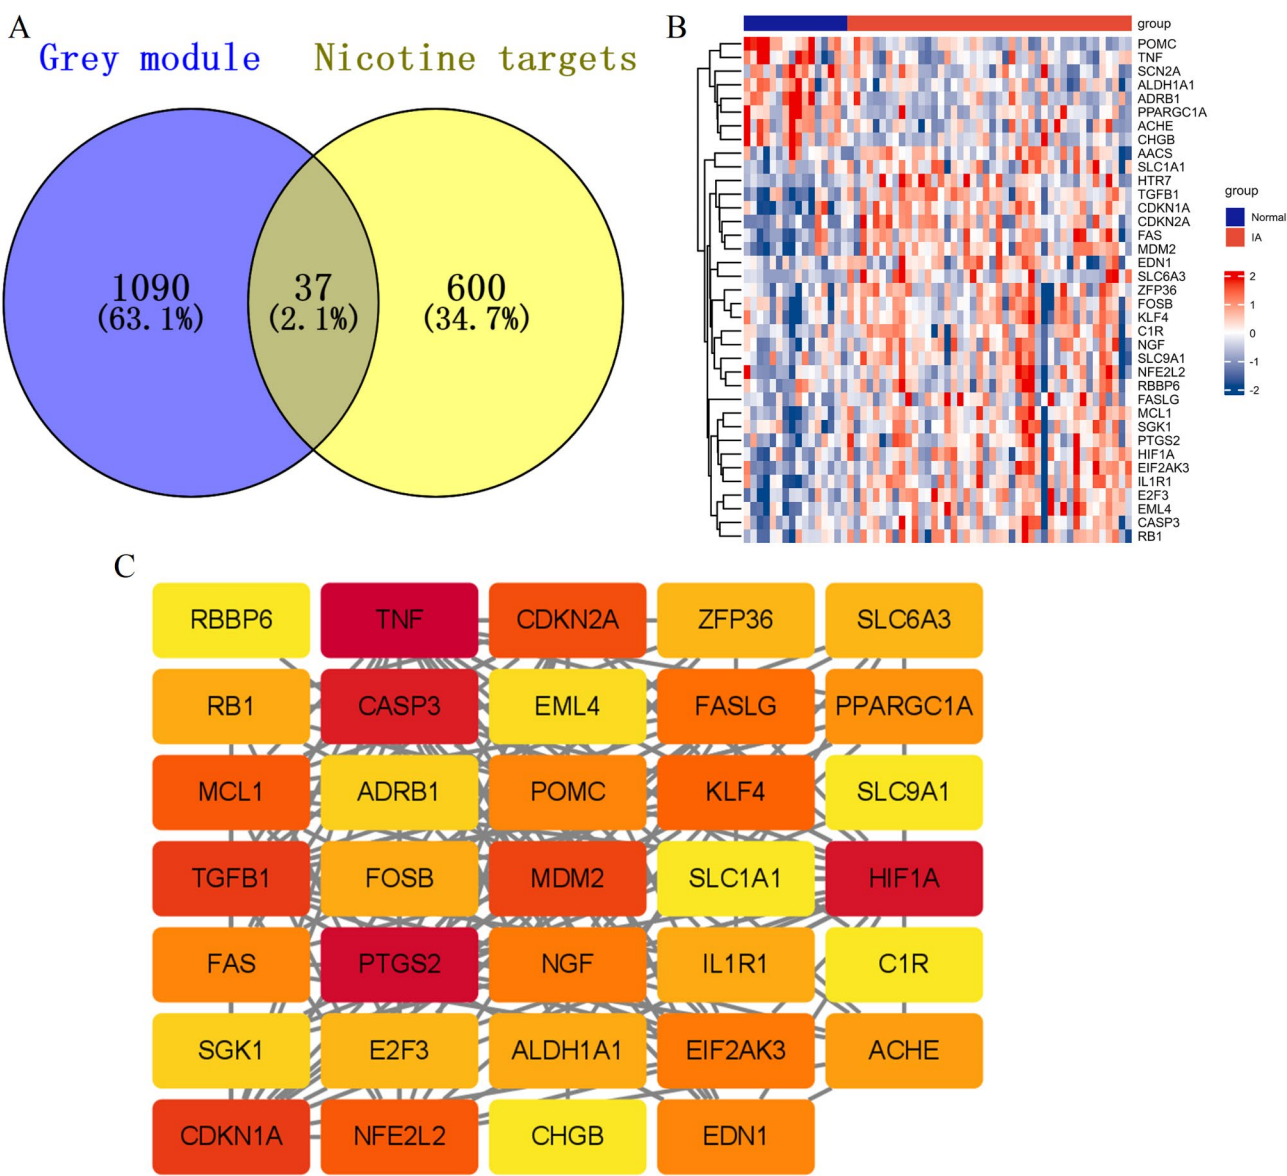 A
Grey module
Nicotine targets
1090
(63.1%)
37
(2.1%)
600
(34.7%)
B
group
POMC
TNF
SCN2A
ALDH1A1
ADRB1
PPARGC1A
ACHE
CHGB
AACS
SLC1A1
HTR7
TGFB1
CDKN1A
CDKN2A
FAS
MDM2
EDN1
SLC6A3
ZFP36
FOSB
KLF4
C1R
NGF
SLC9A1
NFE2L2
RBBP6
FASLG
MCL1
SGK1
PTGS2
HIF1A
EIF2AK3
IL1R1
E2F3
EML4
CASP3
RB1
group
Normal
IA
2
1
0
-1
-2
C
RBBP6 TNF CDKN2A ZFP36 SLC6A3
RB1 CASP3 EML4 FASLG PPARGC1A
MCL1 ADRB1 POMC KLF4 SLC9A1
TGFB1 FOSB MDM2 SLC1A1 HIF1A
FAS PTGS2 NGF IL1R1 C1R
SGK1 E2F3 ALDH1A1 EIF2AK3 ACHE
CDKN1A NFE2L2 CHGB EDN1